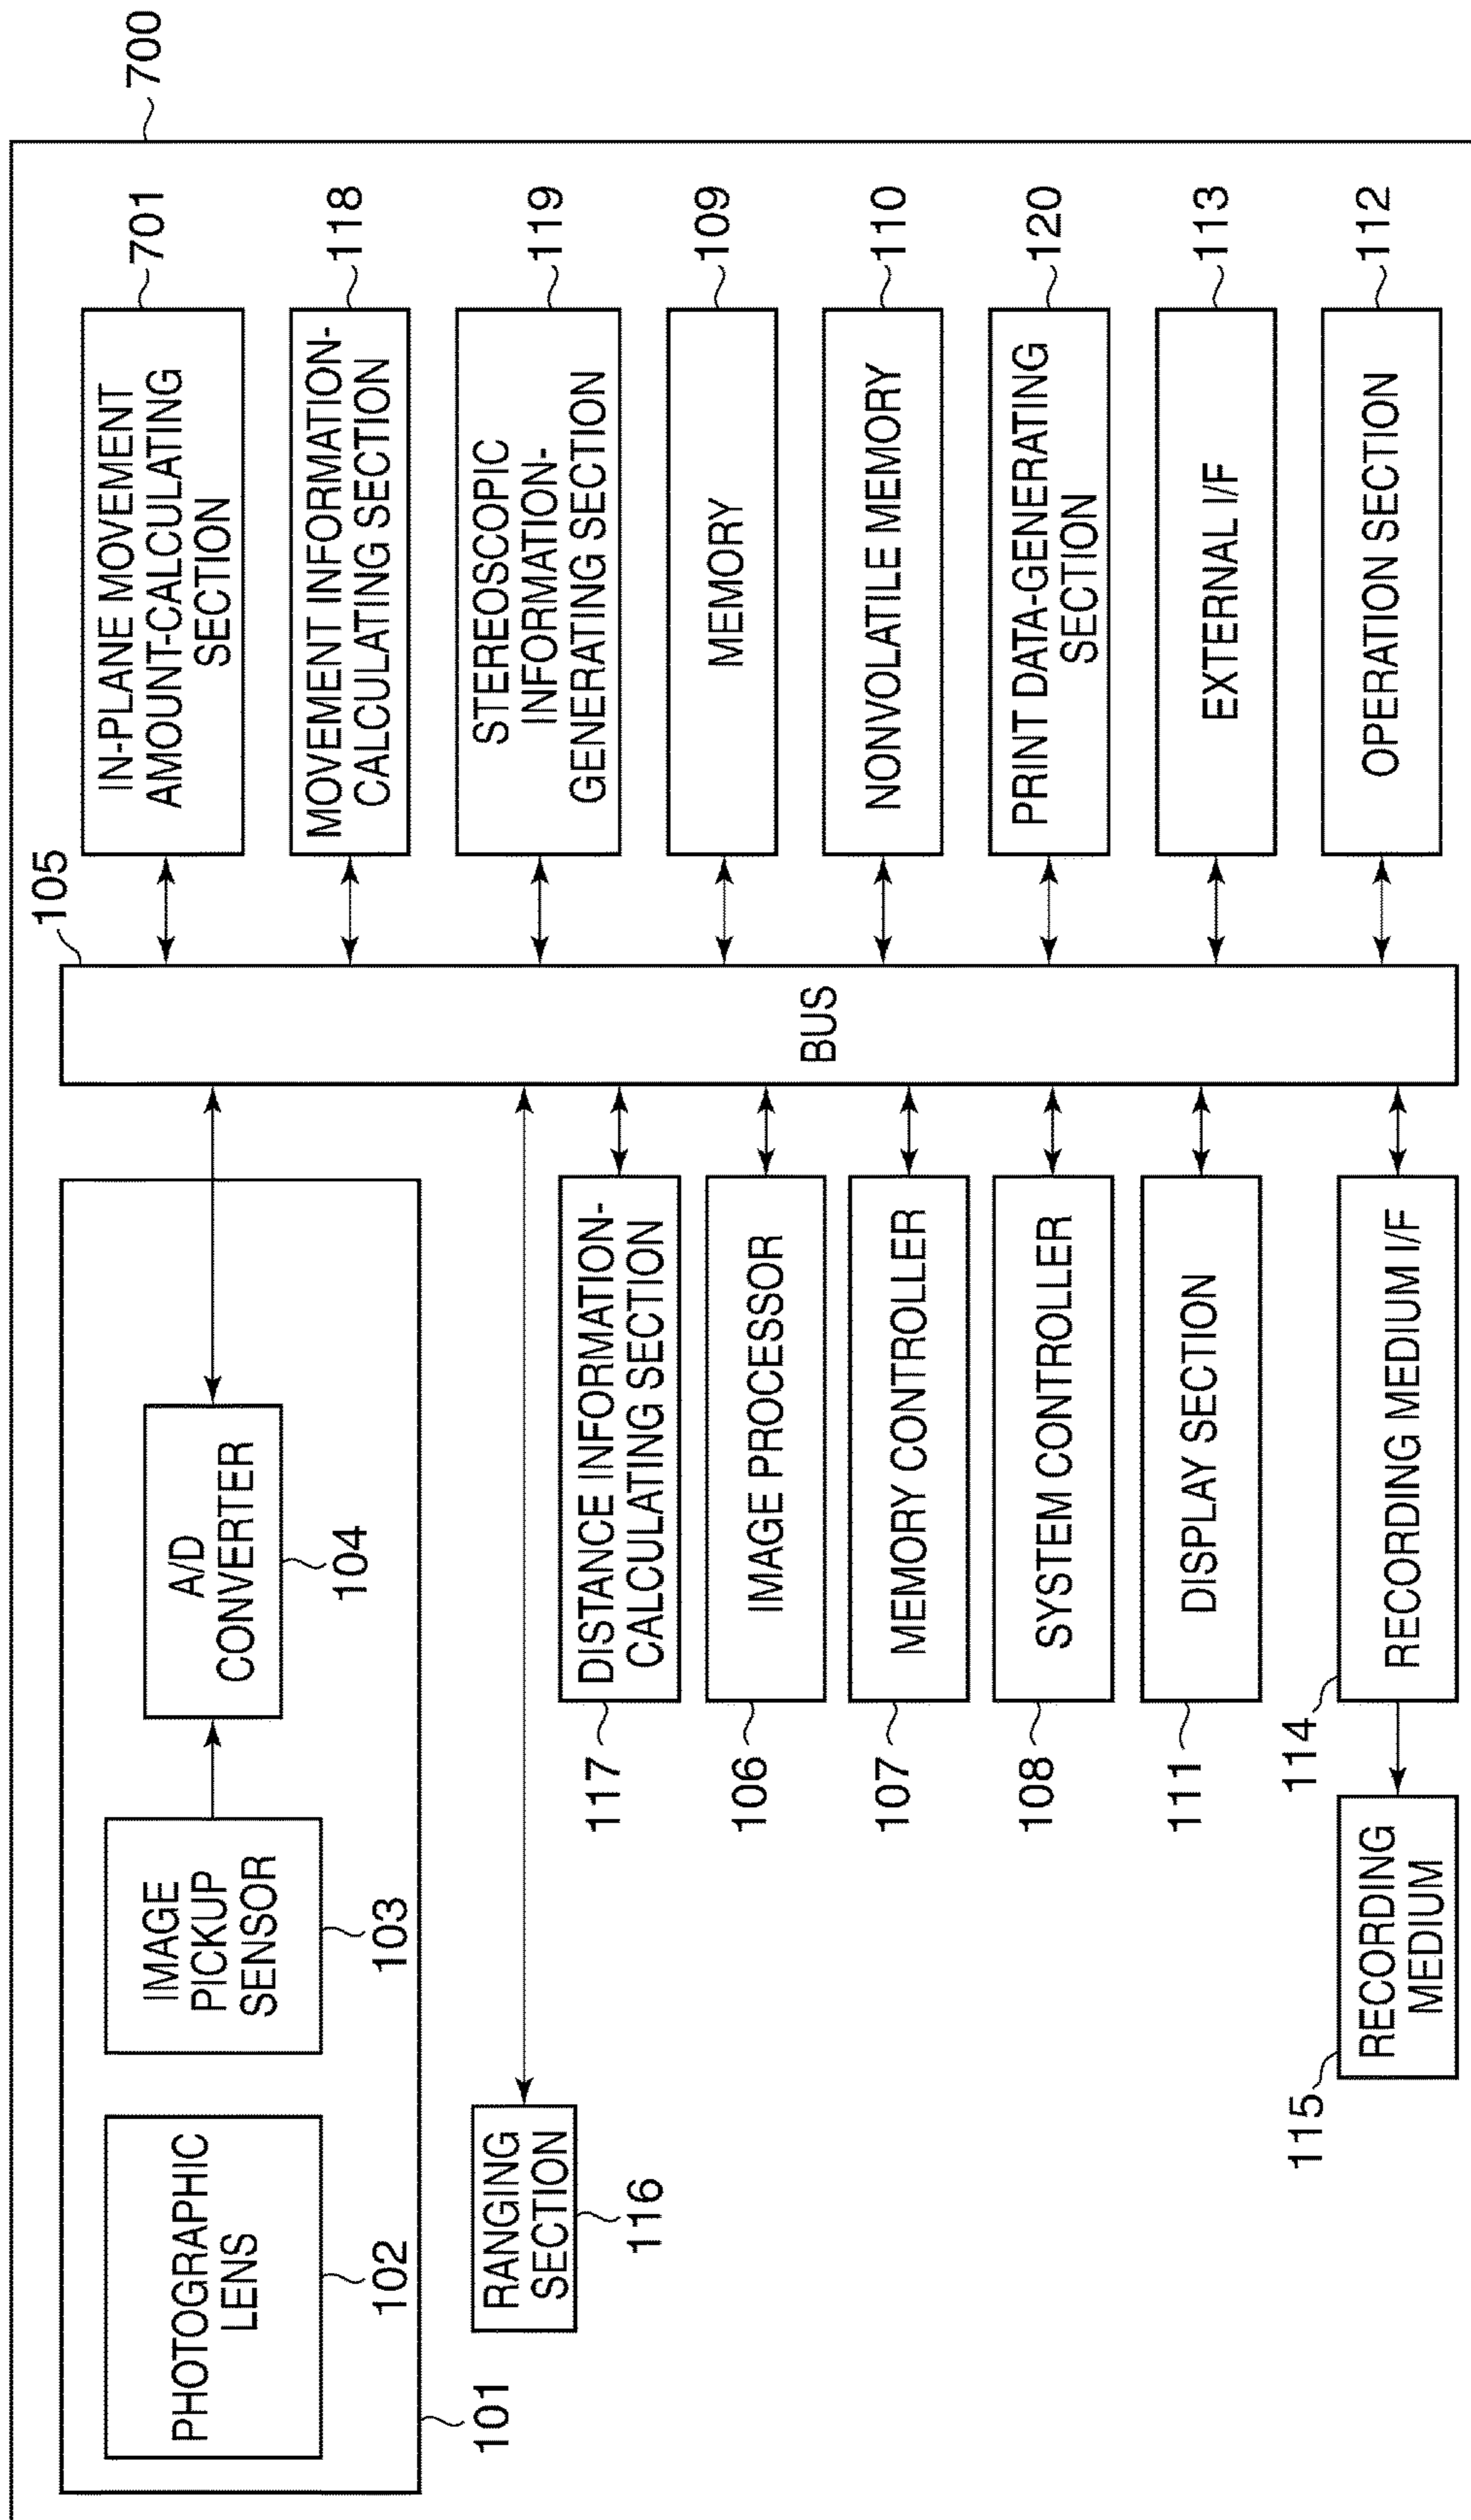 700
101
PHOTOGRAPHIC
LENS
102
IMAGE
PICKUP
SENSOR
103
A/D
CONVERTER
104
RANGING
SECTION
116
117
DISTANCE INFORMATION-
CALCULATING SECTION
106
IMAGE PROCESSOR
107
MEMORY CONTROLLER
108
SYSTEM CONTROLLER
111
DISPLAY SECTION
114
RECORDING MEDIUM I/F
115
RECORDING
MEDIUM
105
BUS
IN-PLANE MOVEMENT
AMOUNT-CALCULATING
SECTION
701
MOVEMENT INFORMATION-
CALCULATING SECTION
118
STEREOSCOPIC
INFORMATION-
GENERATING SECTION
119
MEMORY
109
NONVOLATILE MEMORY
110
PRINT DATA-GENERATING
SECTION
120
EXTERNAL I/F
113
OPERATION SECTION
112